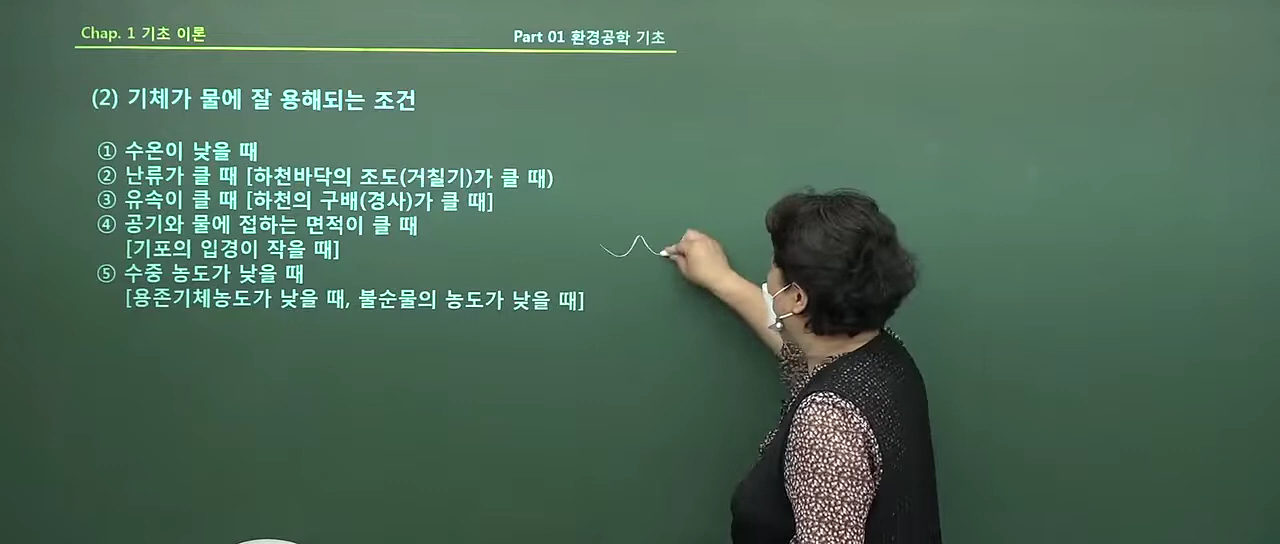 Chap. 1 기초 이론
Part 01 환경공학 기초
(2) 기체가 물에 잘 용해되는 조건
① 수온이 낮을 때
② 난류가 클 때 [하천바닥의 조도(거칠기)가 클 때)
③ 유속이 클 때 [하천의 구배(경사)가 클 때]
④ 공기와 물에 접하는 면적이 클 때
[기포의 입경이 작을 때]
⑤ 수중 농도가 낮을 때
[용존기체농도가 낮을 때, 불순물의 농도가 낮을 때]